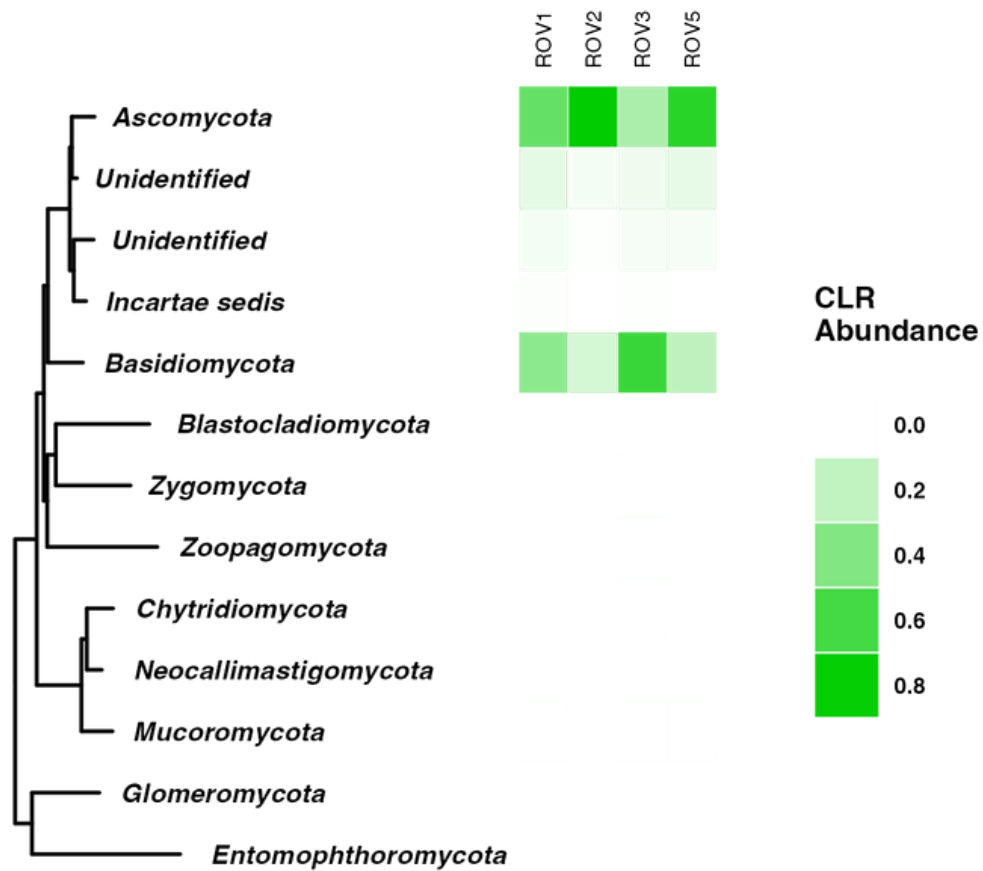 ROV1 ROV2 ROV3 ROV5
Ascomycota
Unidentified
Unidentified
Incartae sedis
Basidiomycota
Blastocladiomycota
Zygomycota
Zoopagomycota
Chytridiomycota
Neocallimastigomycota
Mucoromycota
Glomeromycota
Entomophthoromycota
CLR
Abundance
0.0
0.2
0.4
0.6
0.8